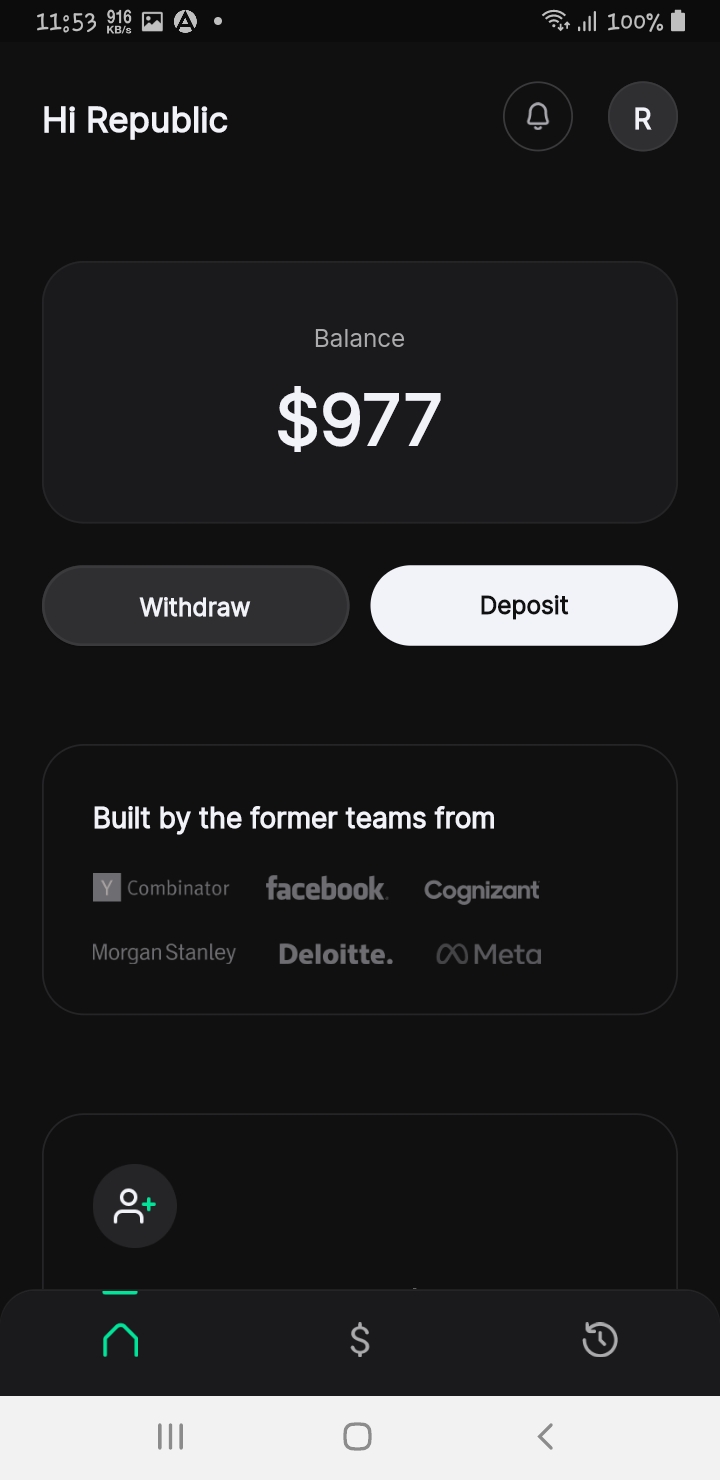 11:53 916 KB/s 100%
Hi Republic R
Balance
$977
Withdraw Deposit
Built by the former teams from
Y Combinator facebook. Cognizant
Morgan Stanley Deloitte. Meta
$